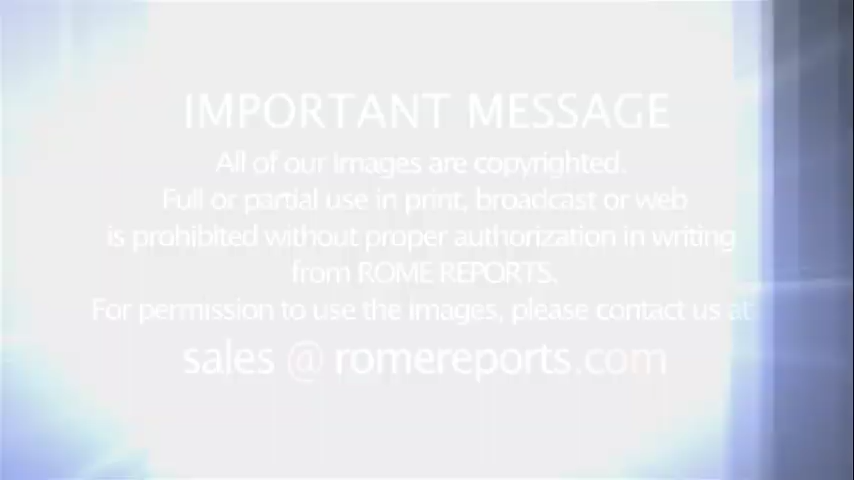 IMPORTANT MESSAGE
All of our images are copyrighted.
Full or partial use in print, broadcast or web
is prohibited without proper authorization in writing
from ROME REPORTS.
For permission to use the images, please contact us at
sales @ romereports.com